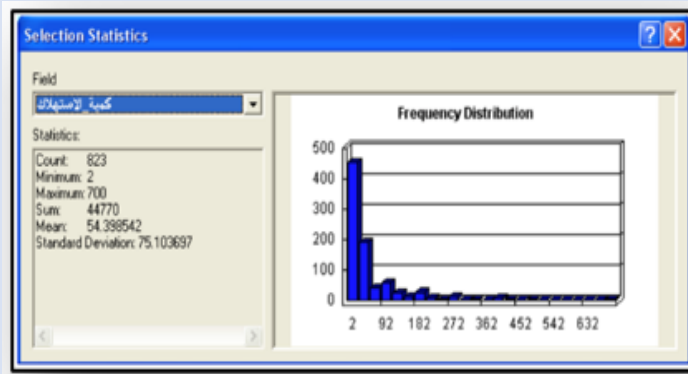 Selection Statistics
Field
كمية_الاستهلاك
Statistics:
Count: 823
Minimum: 2
Maximum: 700
Sum: 44770
Mean: 54.398542
Standard Deviation: 75.103697
Frequency Distribution
500
400
300
200
100
0
2 92 182 272 362 452 542 632